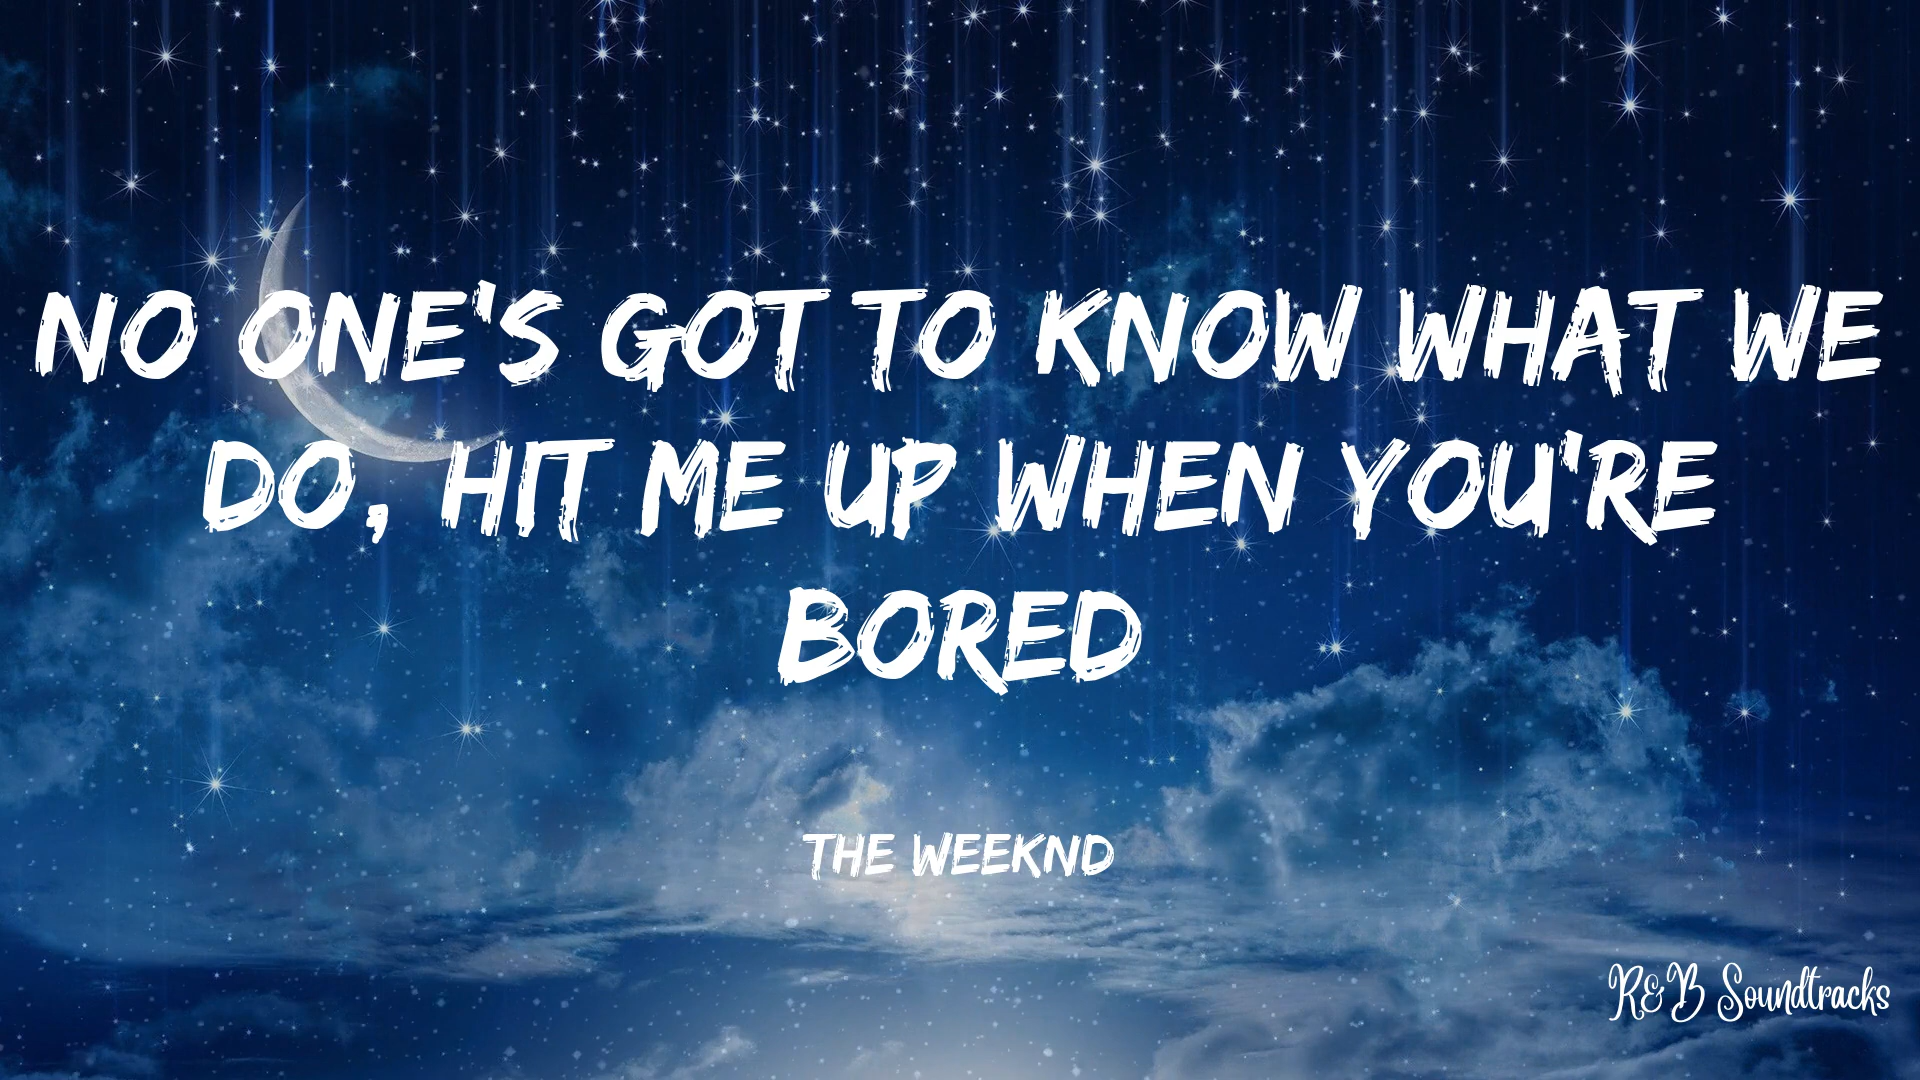 NO ONE'S GOT TO KNOW WHAT WE
DO, HIT ME UP WHEN YOU'RE
BORED
THE WEEKND
R&B Soundtracks